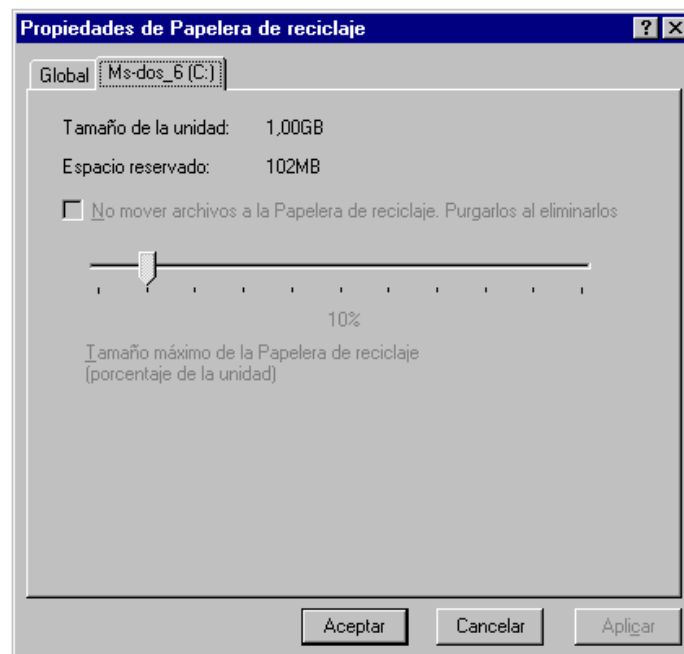 Propiedades de Papelera de reciclaje
Global Ms-dos_6 (C:)
Tamaño de la unidad: 1,00GB
Espacio reservado: 102MB
No mover archivos a la Papelera de reciclaje. Purgarlos al eliminarlos
10%
Tamaño máximo de la Papelera de reciclaje
(porcentaje de la unidad)
Aceptar Cancelar Aplicar